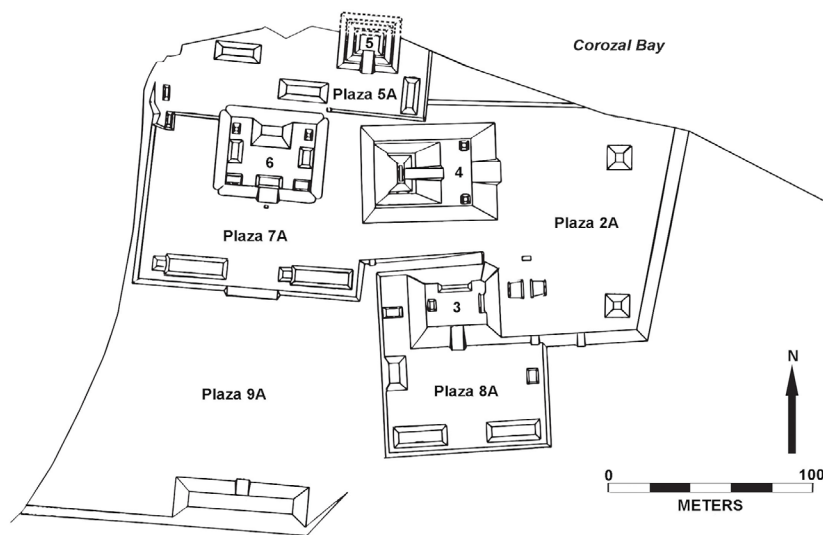 Corozal Bay
5
Plaza 5A
6
4
Plaza 7A
Plaza 2A
3
Plaza 9A
Plaza 8A
N
0 100
METERS